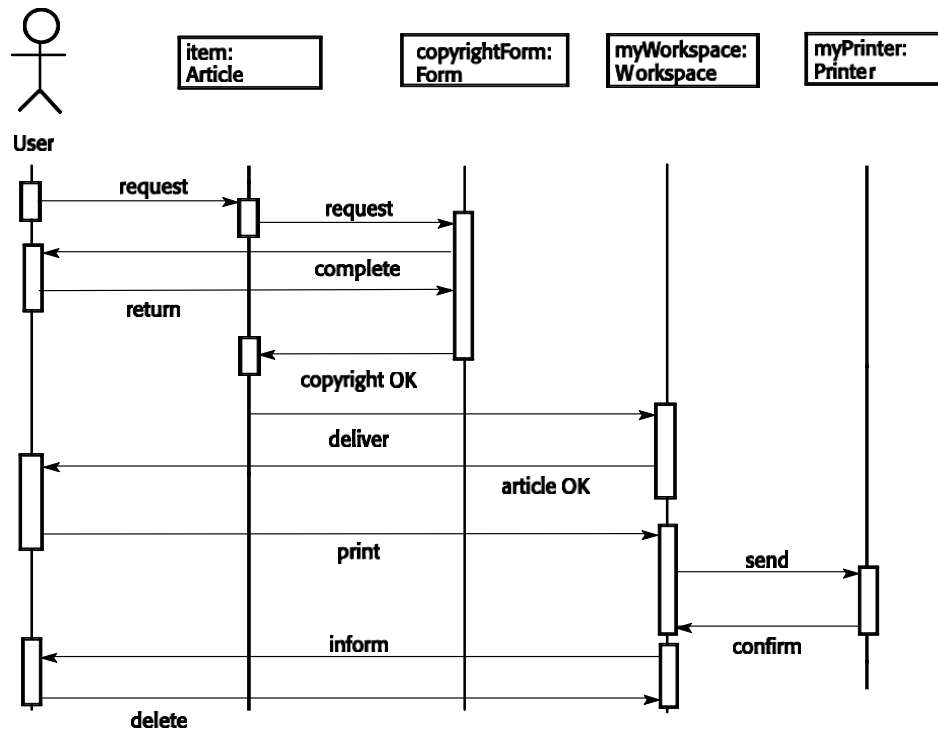 item:
Article
copyrightForm:
Form
myWorkspace:
Workspace
myPrinter:
Printer
User
request
request
complete
return
copyright OK
deliver
article OK
print
send
confirm
inform
delete